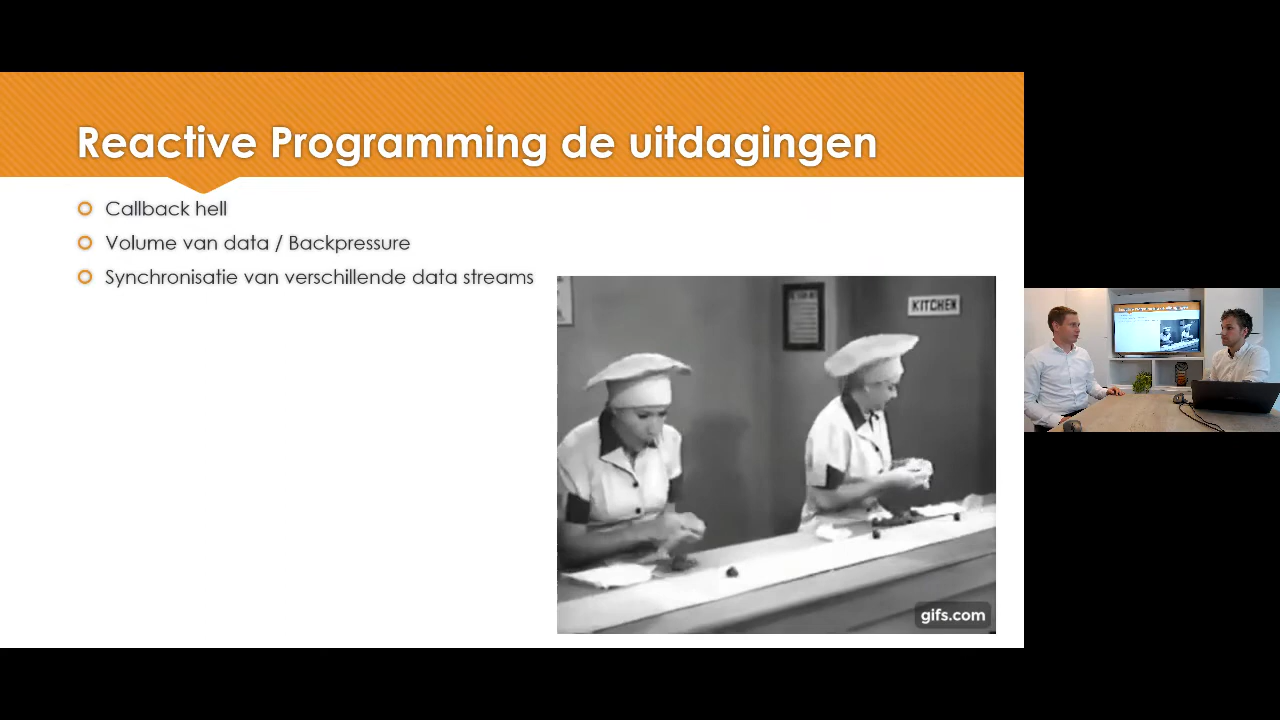 Reactive Programming de uitdagingen
Callback hell
Volume van data / Backpressure
Synchronisatie van verschillende data streams
KITCHEN
gifs.com